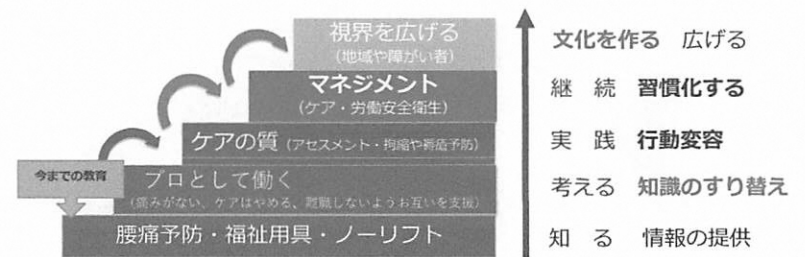 視界を広げる
(地域や障がい者)
マネジメント
(ケア・労働安全衛生)
ケアの質 (アセスメント・拘縮や褥瘡予防)
今までの教育
プロとして働く
(痛みがない、ケアはやめる、離職しないようお互いを支援)
腰痛予防・福祉用具・ノーリフト
文化を作る 広げる
継 続 習慣化する
実 践 行動変容
考える 知識のすり替え
知 る 情報の提供